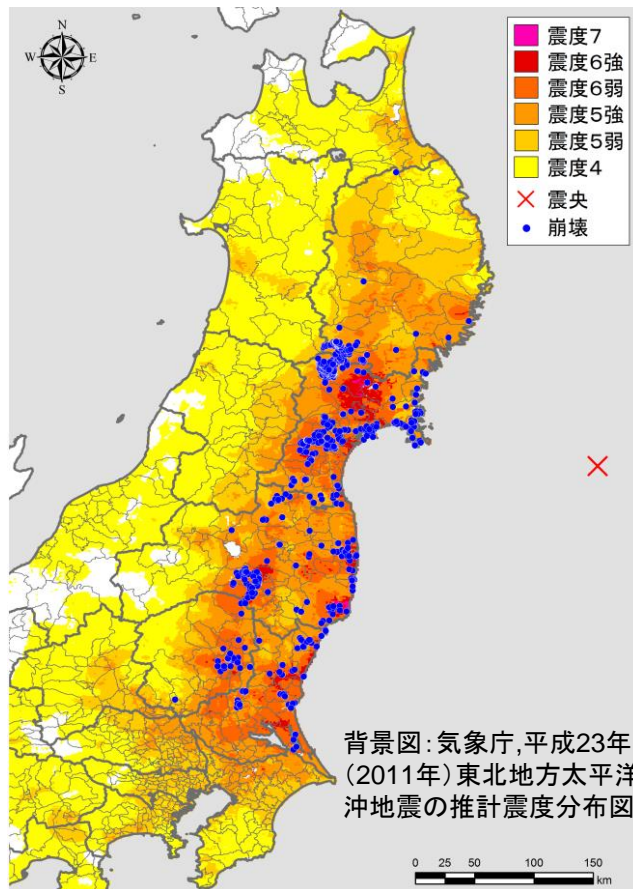 N
W E
S
震度7
震度6強
震度6弱
震度5強
震度5弱
震度4
震央
崩壊
背景図:気象庁,平成23年
(2011年)東北地方太平洋
沖地震の推計震度分布図
0 25 50 100 150
km